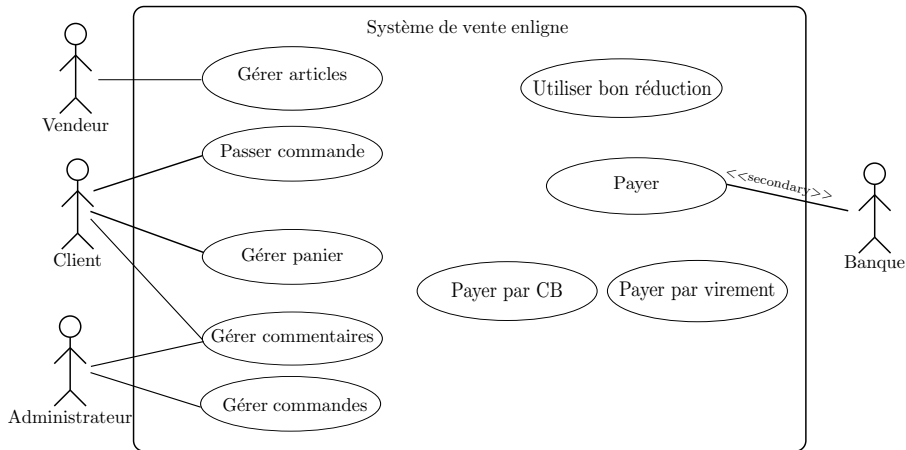 Système de vente enligne
Gérer articles
Utiliser bon réduction
Vendeur
Passer commande
Payer
<<secondary>>
Client
Gérer panier
Banque
Payer par CB
Payer par virement
Gérer commentaires
Gérer commandes
Administrateur